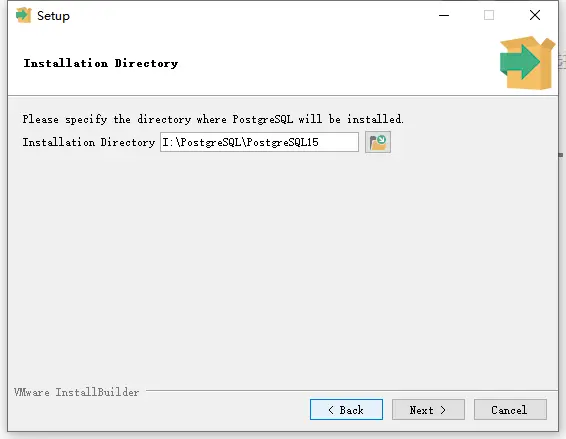 Setup
Installation Directory
Please specify the directory where PostgreSQL will be installed.
Installation Directory I:\PostgreSQL\PostgreSQL15
VMware InstallBuilder
< Back Next > Cancel